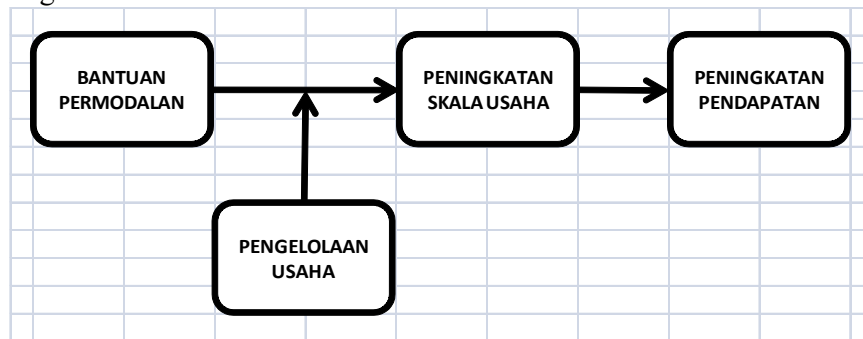 BANTUAN
PERMODALAN
PENINGKATAN
SKALA USAHA
PENINGKATAN
PENDAPATAN
PENGELOLAAN
USAHA